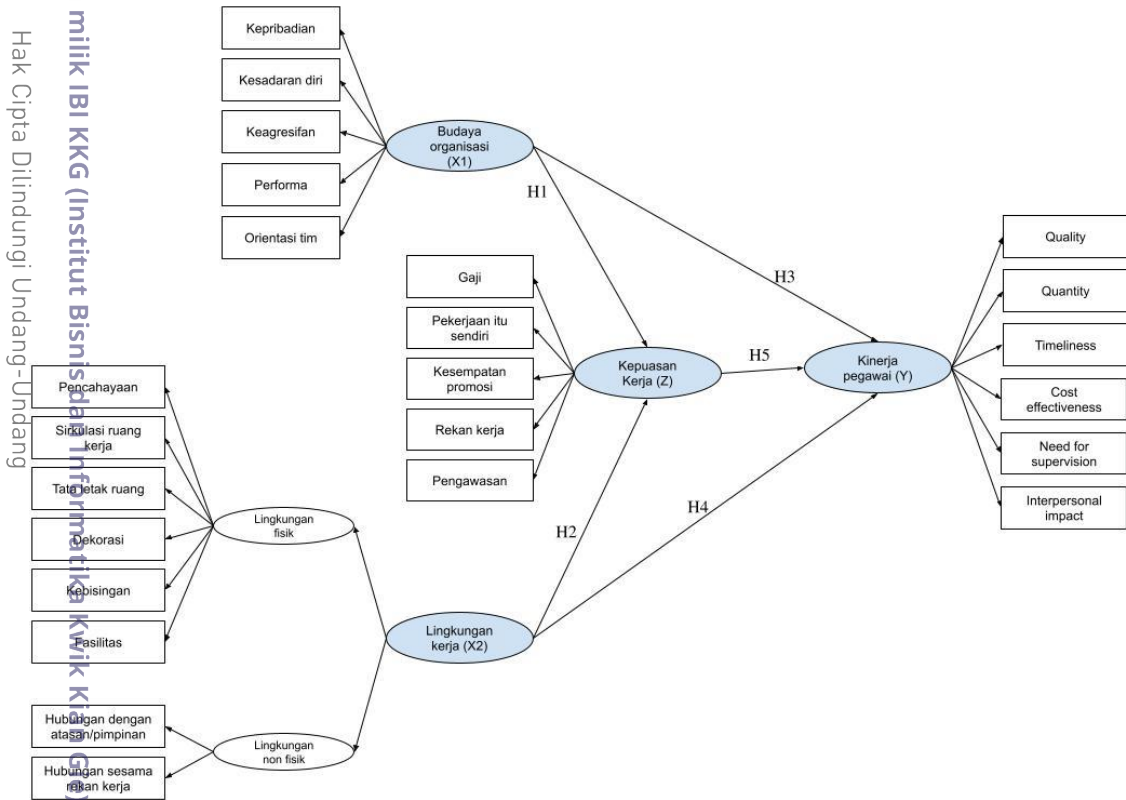 Hak Cipta Dilindungi Undang-Undang
milik IBI KKG (Institut Bisnis dan Informatika Kwik Kian Gie)
Kepribadian
Kesadaran diri
Keagresifan
Performa
Orientasi tim
Budaya
organisasi
(X1)
H1
H3
Gaji
Pekerjaan itu
sendiri
Kesempatan
promosi
Rekan kerja
Pengawasan
Kepuasan
Kerja (Z)
H5
Kinerja
pegawai (Y)
Quality
Quantity
Timeliness
Cost
effectiveness
Need for
supervision
Interpersonal
impact
Pencahayaan
Sirkulasi ruang
kerja
Tata letak ruang
Dekorasi
Kebisingan
Fasilitas
Lingkungan
fisik
H2
H4
Lingkungan
kerja (X2)
Hubungan dengan
atasan/pimpinan
Hubungan sesama
rekan kerja
Lingkungan
non fisik